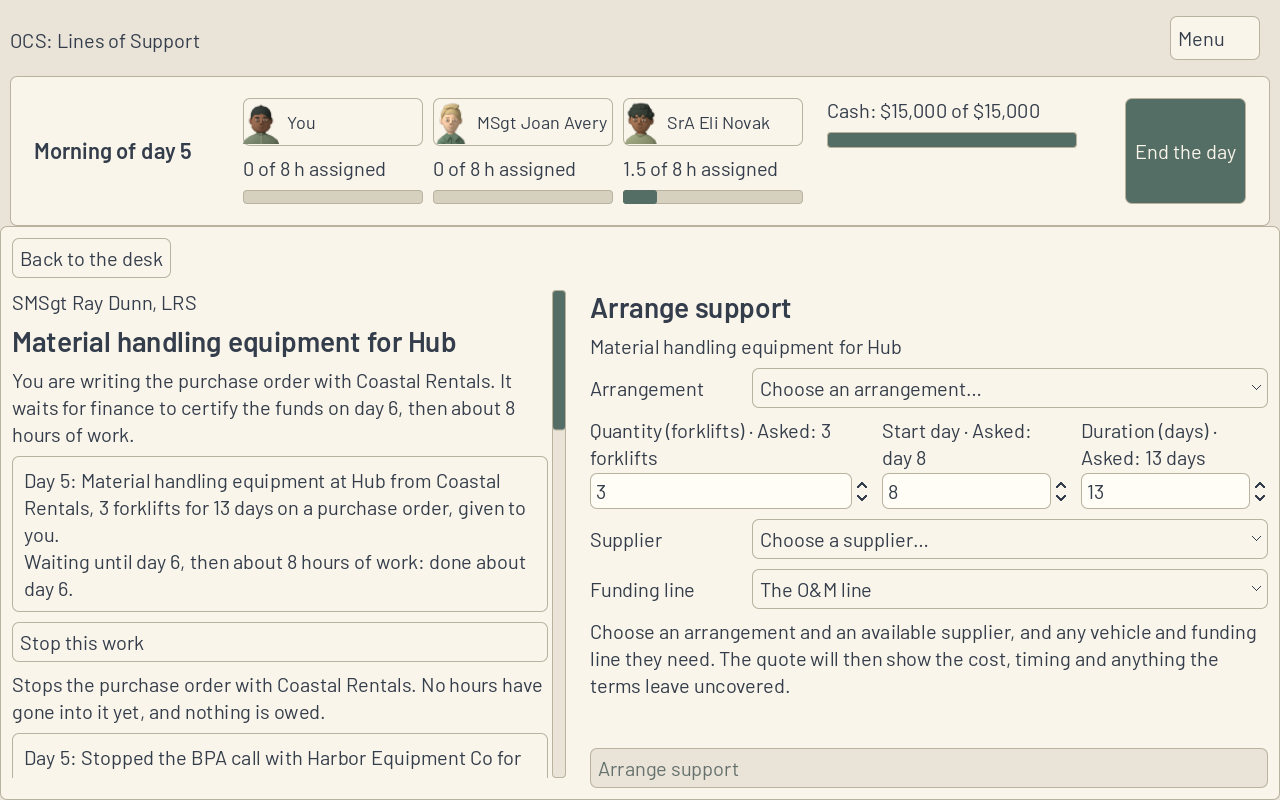 OCS: Lines of Support
Menu
Morning of day 5
You
MSgt Joan Avery
SrA Eli Novak
0 of 8 h assigned
0 of 8 h assigned
1.5 of 8 h assigned
Cash: $15,000 of $15,000
End the day
Back to the desk
SMSgt Ray Dunn, LRS
Material handling equipment for Hub
You are writing the purchase order with Coastal Rentals. It
waits for finance to certify the funds on day 6, then about 8
hours of work.
Day 5: Material handling equipment at Hub from Coastal
Rentals, 3 forklifts for 13 days on a purchase order, given to
you.
Waiting until day 6, then about 8 hours of work: done about
day 6.
Stop this work
Stops the purchase order with Coastal Rentals. No hours have
gone into it yet, and nothing is owed.
Day 5: Stopped the BPA call with Harbor Equipment Co for
Arrange support
Material handling equipment for Hub
Arrangement
Choose an arrangement...
Quantity (forklifts) · Asked: 3
forklifts
Start day · Asked:
day 8
Duration (days) ·
Asked: 13 days
3
8
13
Supplier
Choose a supplier...
Funding line
The O&M line
Choose an arrangement and an available supplier, and any vehicle and funding
line they need. The quote will then show the cost, timing and anything the
terms leave uncovered.
Arrange support